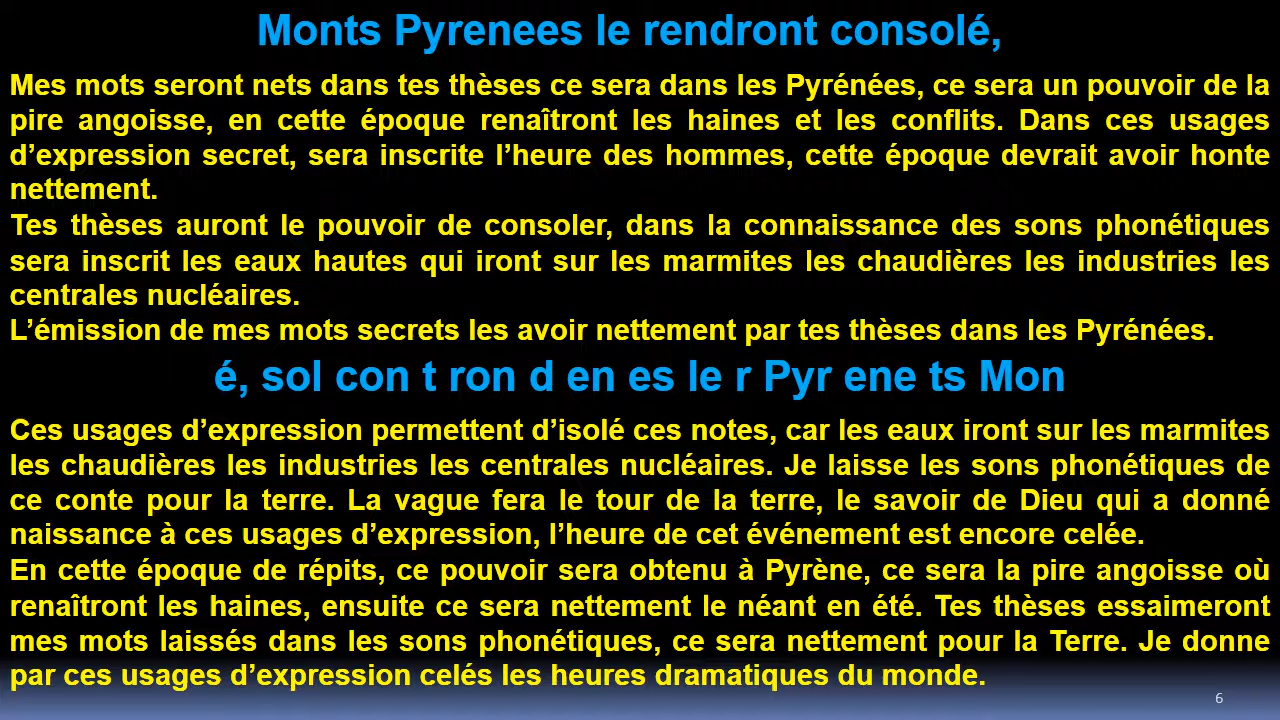 Monts Pyrenees le rendront consolé,
Mes mots seront nets dans tes thèses ce sera dans les Pyrénées, ce sera un pouvoir de la
pire angoisse, en cette époque renaîtront les haines et les conflits. Dans ces usages
d’expression secret, sera inscrite l’heure des hommes, cette époque devrait avoir honte
nettement.
Tes thèses auront le pouvoir de consoler, dans la connaissance des sons phonétiques
sera inscrit les eaux hautes qui iront sur les marmites les chaudières les industries les
centrales nucléaires.
L’émission de mes mots secrets les avoir nettement par tes thèses dans les Pyrénées.
é, sol con t ron d en es le r Pyr ene ts Mon
Ces usages d’expression permettent d’isolé ces notes, car les eaux iront sur les marmites
les chaudières les industries les centrales nucléaires. Je laisse les sons phonétiques de
ce conte pour la terre. La vague fera le tour de la terre, le savoir de Dieu qui a donné
naissance à ces usages d’expression, l’heure de cet événement est encore celée.
En cette époque de répits, ce pouvoir sera obtenu à Pyrène, ce sera la pire angoisse où
renaîtront les haines, ensuite ce sera nettement le néant en été. Tes thèses essaimeront
mes mots laissés dans les sons phonétiques, ce sera nettement pour la Terre. Je donne
par ces usages d’expression celés les heures dramatiques du monde.
6